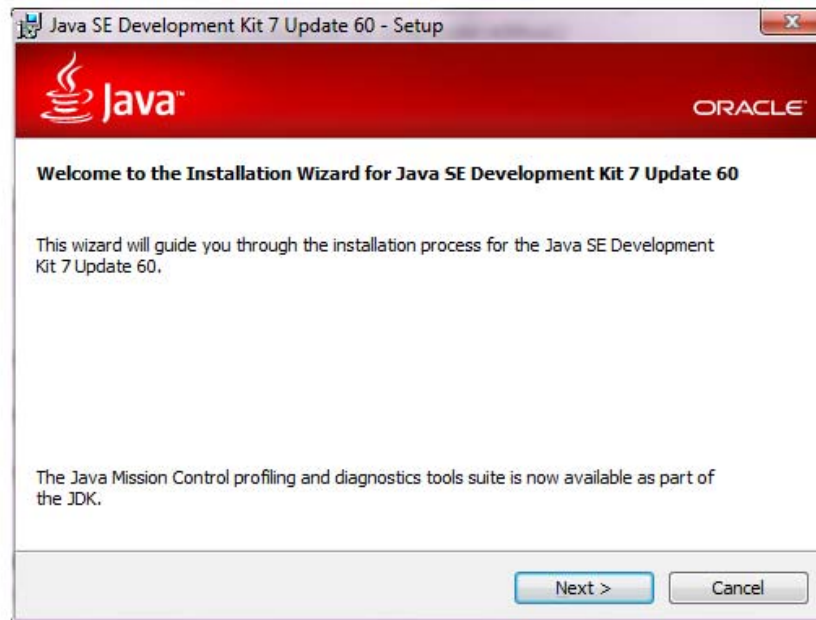 Java SE Development Kit 7 Update 60 - Setup
Java™
ORACLE
Welcome to the Installation Wizard for Java SE Development Kit 7 Update 60
This wizard will guide you through the installation process for the Java SE Development
Kit 7 Update 60.
The Java Mission Control profiling and diagnostics tools suite is now available as part of
the JDK.
Next >
Cancel